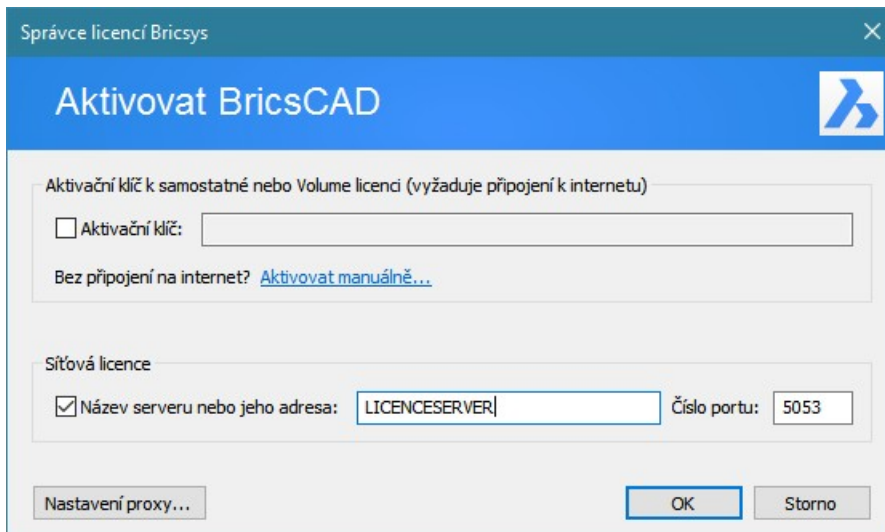 Správce licencí Bricsys
Aktivovat BricsCAD
Aktivační klíč k samostatné nebo Volume licenci (vyžaduje připojení k internetu)
Aktivační klíč:
Bez připojení na internet? Aktivovat manuálně...
Síťová licence
Název serveru nebo jeho adresa: LICENCESERVER Číslo portu: 5053
Nastavení proxy... OK Storno